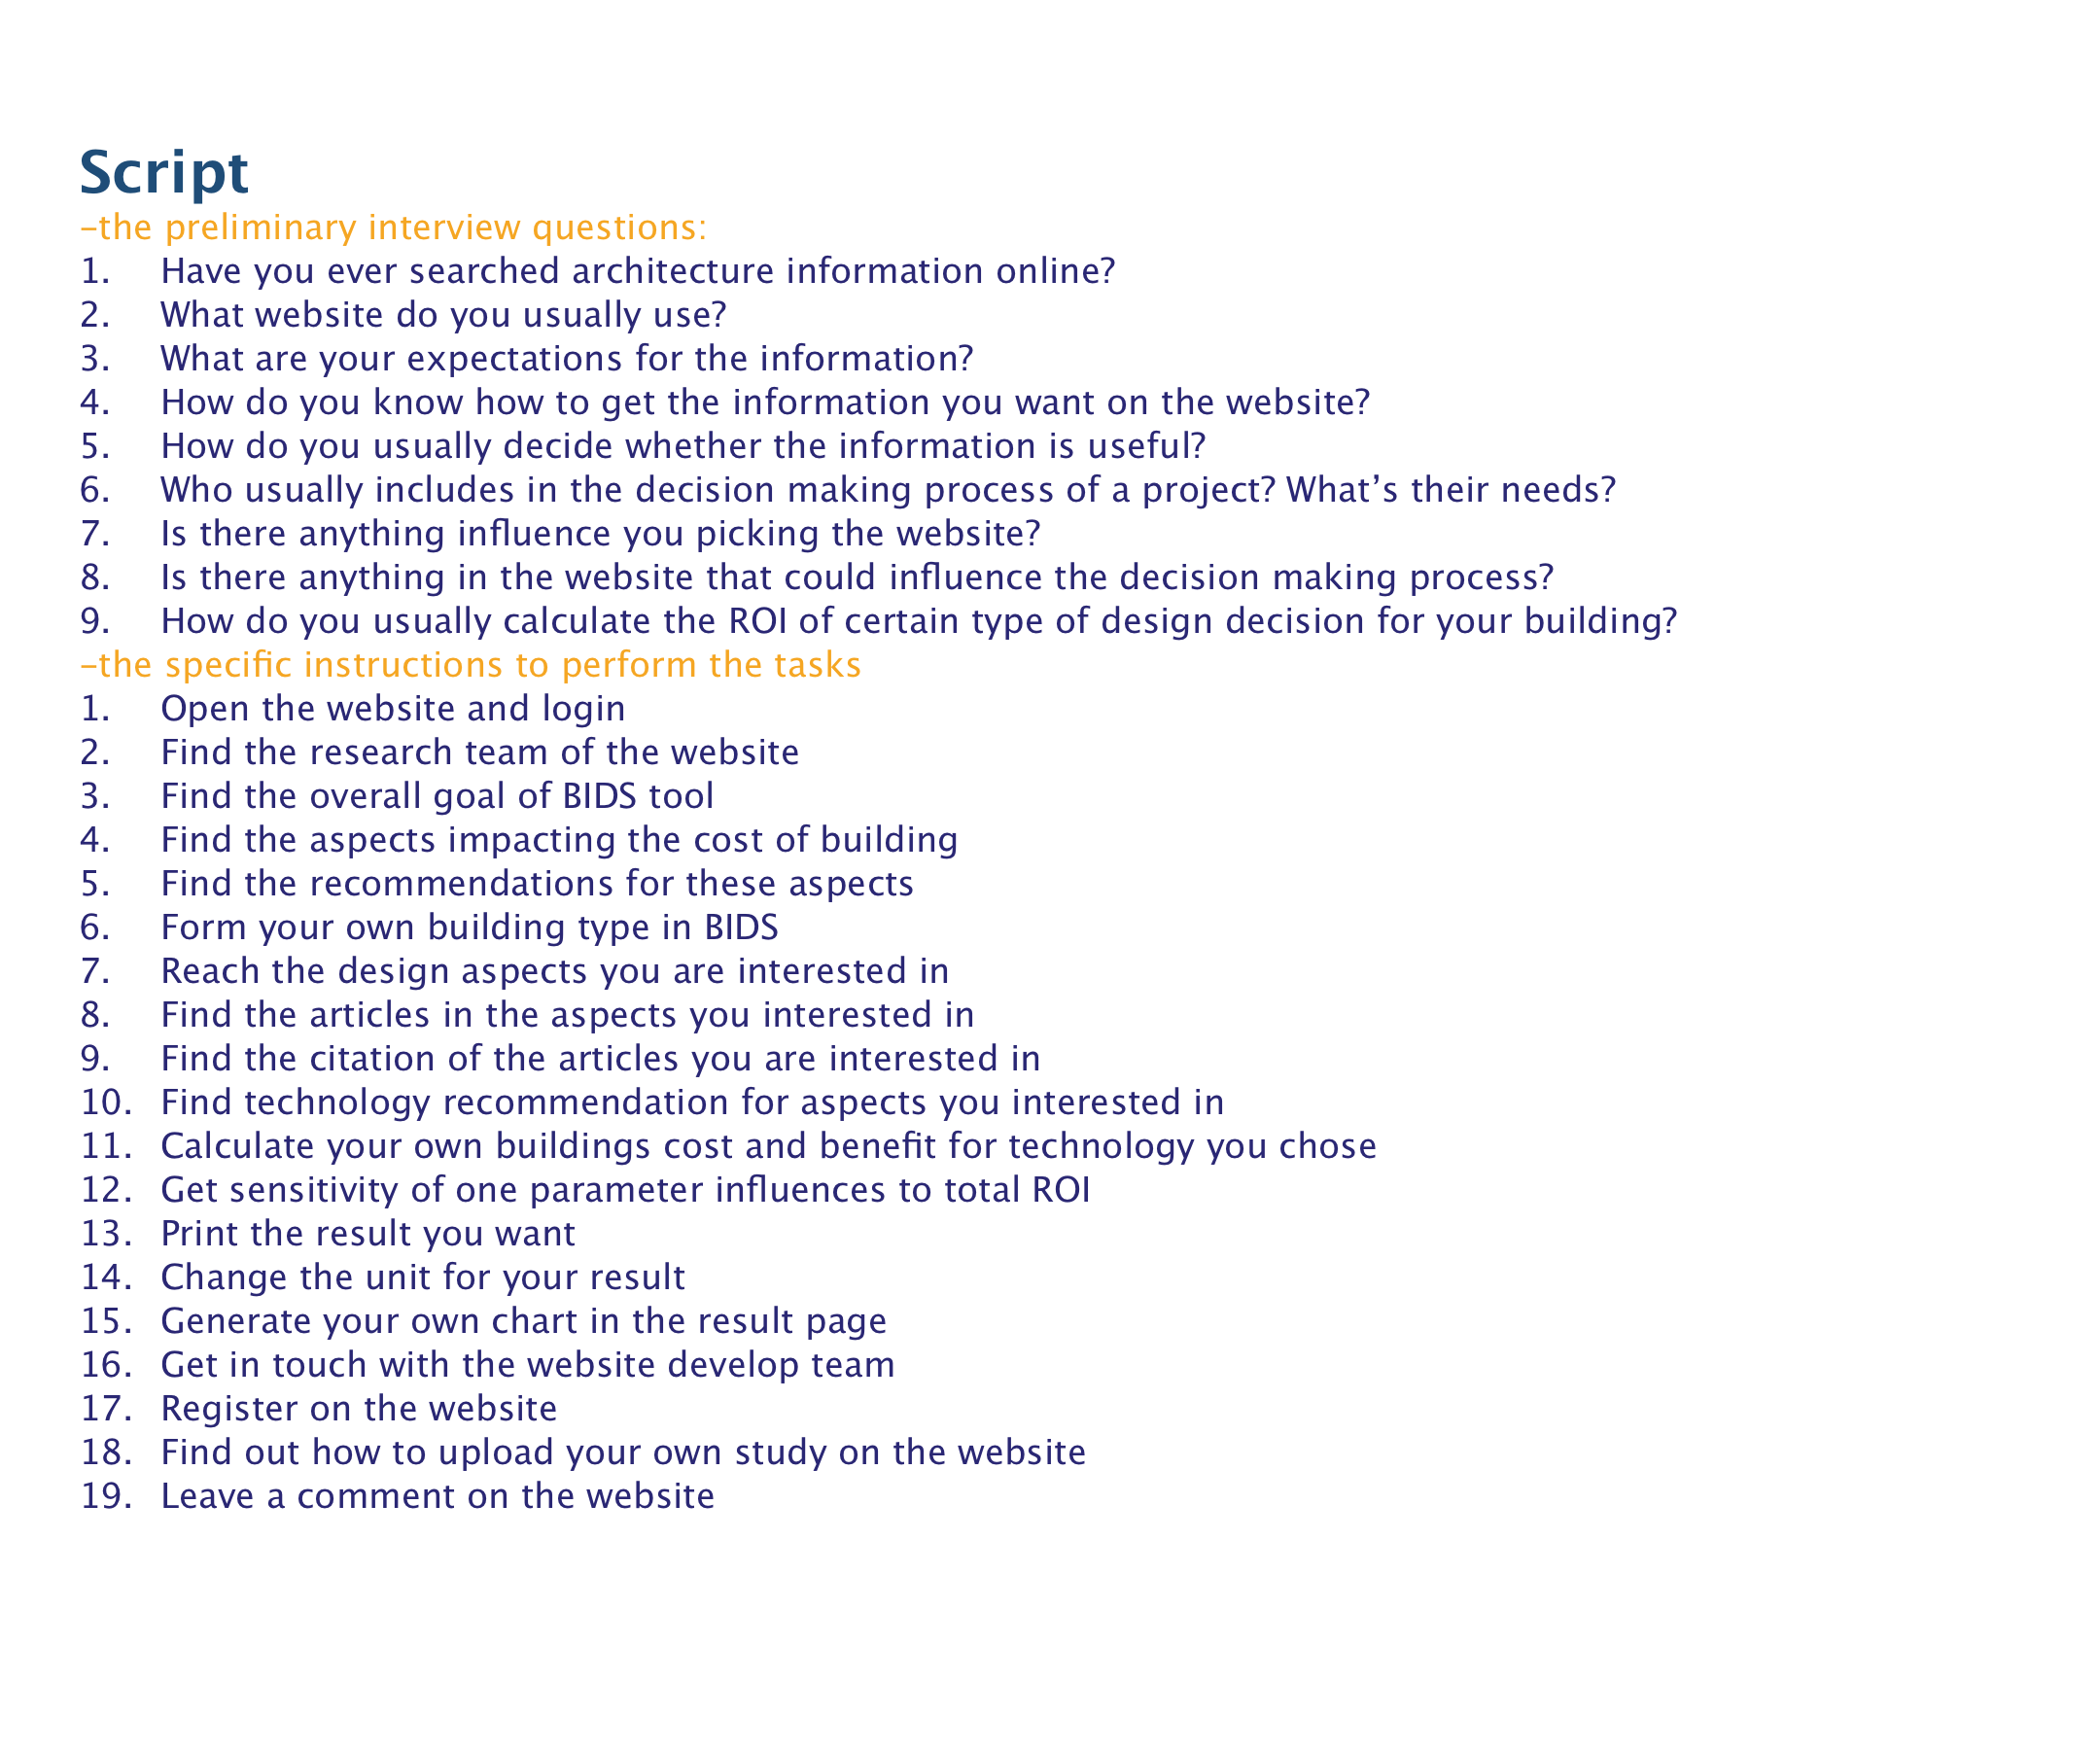 Script
-the preliminary interview questions:
1. Have you ever searched architecture information online?
2. What website do you usually use?
3. What are your expectations for the information?
4. How do you know how to get the information you want on the website?
5. How do you usually decide whether the information is useful?
6. Who usually includes in the decision making process of a project? What’s their needs?
7. Is there anything influence you picking the website?
8. Is there anything in the website that could influence the decision making process?
9. How do you usually calculate the ROI of certain type of design decision for your building?
-the specific instructions to perform the tasks
1. Open the website and login
2. Find the research team of the website
3. Find the overall goal of BIDS tool
4. Find the aspects impacting the cost of building
5. Find the recommendations for these aspects
6. Form your own building type in BIDS
7. Reach the design aspects you are interested in
8. Find the articles in the aspects you interested in
9. Find the citation of the articles you are interested in
10. Find technology recommendation for aspects you interested in
11. Calculate your own buildings cost and benefit for technology you chose
12. Get sensitivity of one parameter influences to total ROI
13. Print the result you want
14. Change the unit for your result
15. Generate your own chart in the result page
16. Get in touch with the website develop team
17. Register on the website
18. Find out how to upload your own study on the website
19. Leave a comment on the website